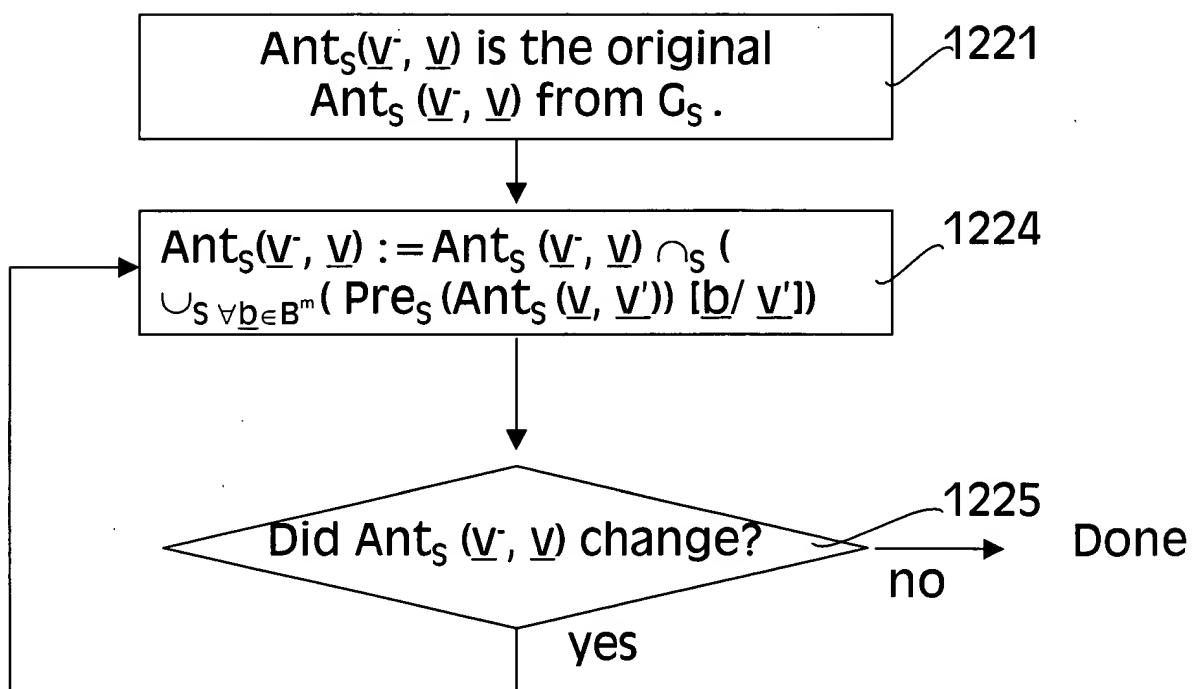 Ant_S(v̲⁻, v̲) is the original
Ant_S (v̲⁻, v̲) from G_S .
1221
Ant_S(v̲⁻, v̲) := Ant_S (v̲⁻, v̲) ∩_S (
∪_S ∀b̲∈Bᵐ( Pre_S (Ant_S (v̲, v̲')) [b̲/ v̲'])
1224
Did Ant_S (v̲⁻, v̲) change?
1225
Done
no
yes